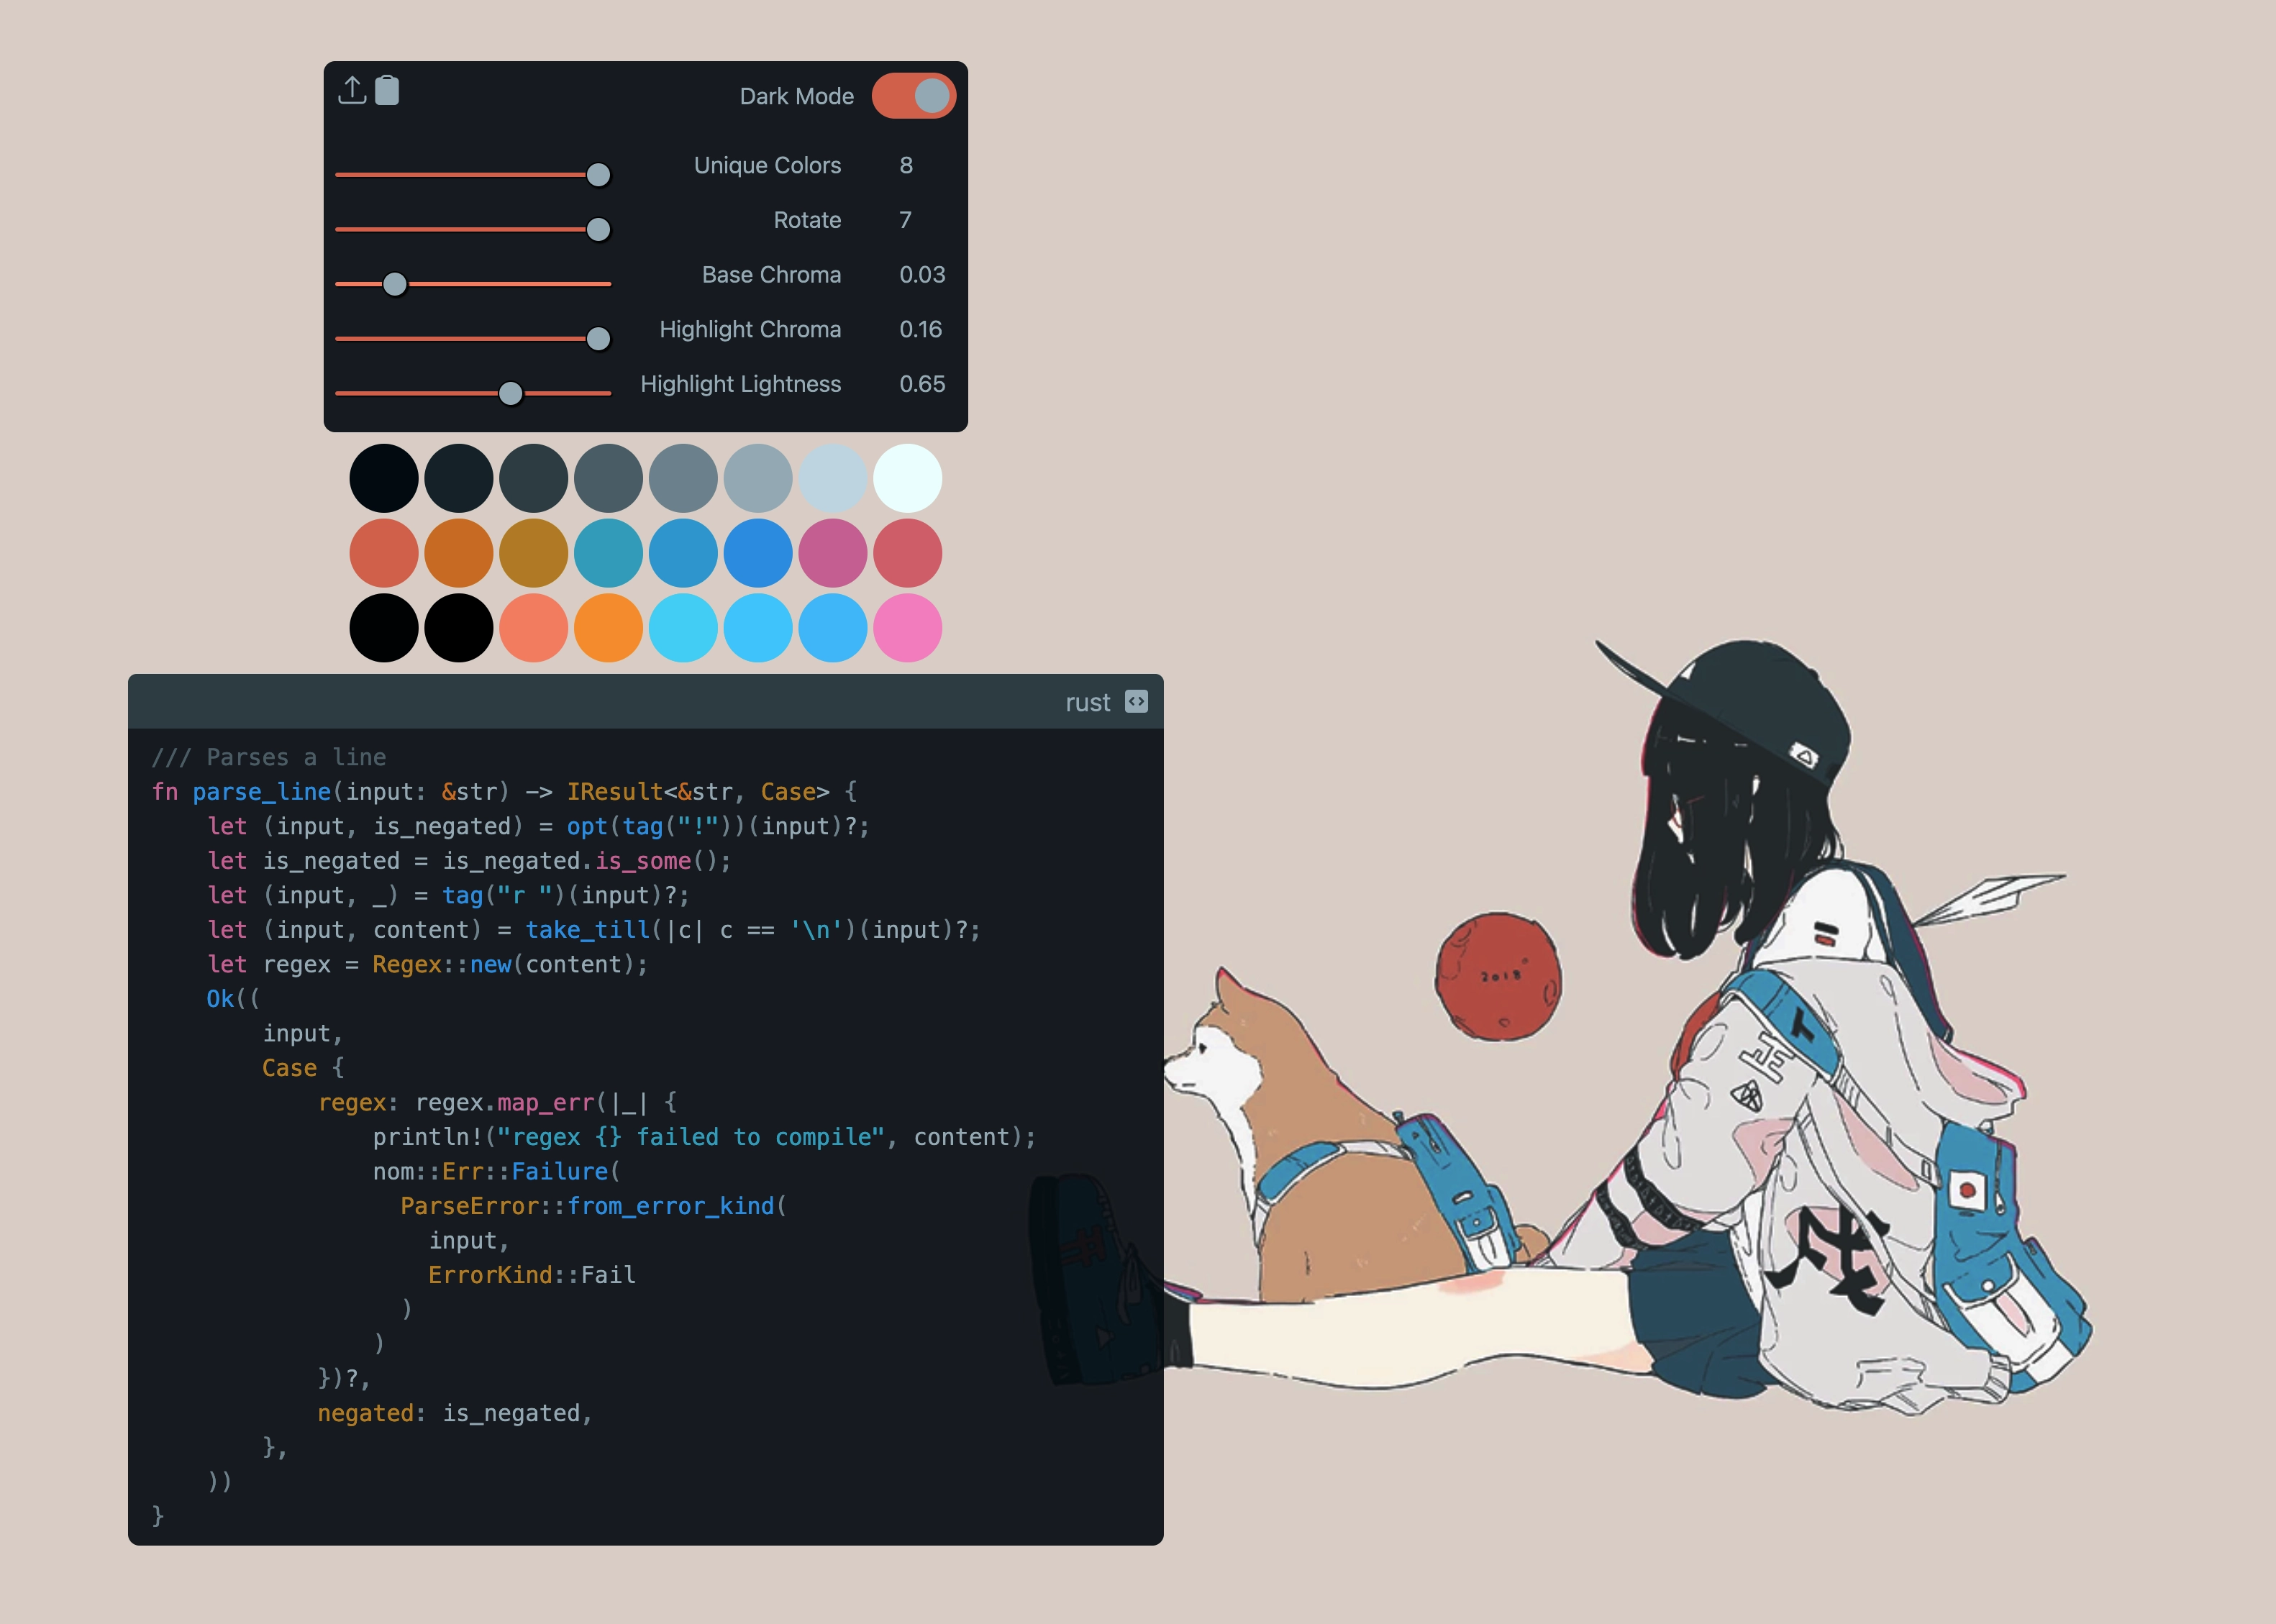 Dark Mode
Unique Colors 8
Rotate 7
Base Chroma 0.03
Highlight Chroma 0.16
Highlight Lightness 0.65
rust
/// Parses a line
fn parse_line(input: &str) -> IResult<&str, Case> {
    let (input, is_negated) = opt(tag("!"))(input)?;
    let is_negated = is_negated.is_some();
    let (input, _) = tag("r ")(input)?;
    let (input, content) = take_till(|c| c == '\n')(input)?;
    let regex = Regex::new(content);
    Ok((
        input,
        Case {
            regex: regex.map_err(|_| {
                println!("regex {} failed to compile", content);
                nom::Err::Failure(
                  ParseError::from_error_kind(
                    input,
                    ErrorKind::Fail
                  )
                )
            })?,
            negated: is_negated,
        },
    ))
}
2018